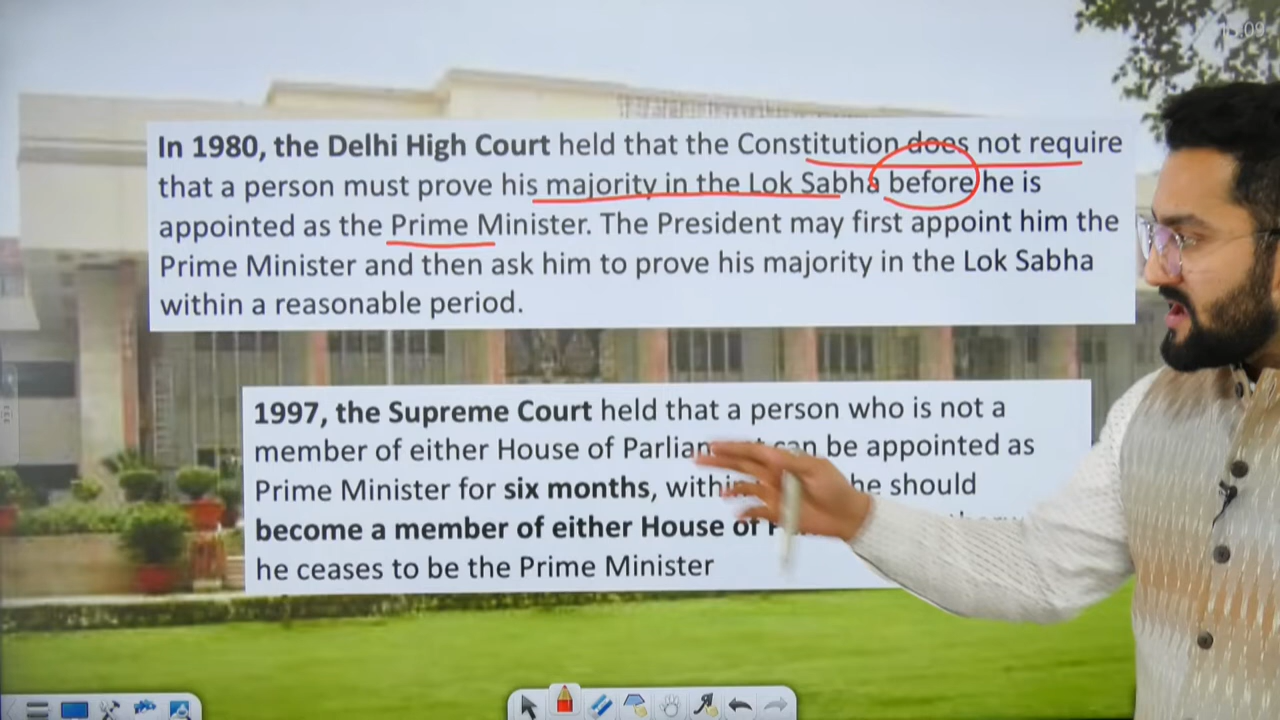 In 1980, the Delhi High Court held that the Constitution does not require
that a person must prove his majority in the Lok Sabha before he is
appointed as the Prime Minister. The President may first appoint him the
Prime Minister and then ask him to prove his majority in the Lok Sabha
within a reasonable period.
1997, the Supreme Court held that a person who is not a
member of either House of can be appointed as
Prime Minister for six months, he should
become a member of either House of
he ceases to be the Prime Minister